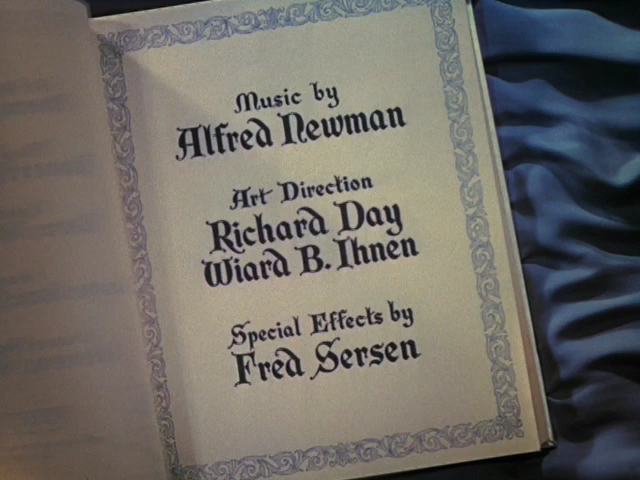 Music by
Alfred Newman
Art Direction
Richard Day
Wiard B. Ihnen
Special Effects by
Fred Sersen